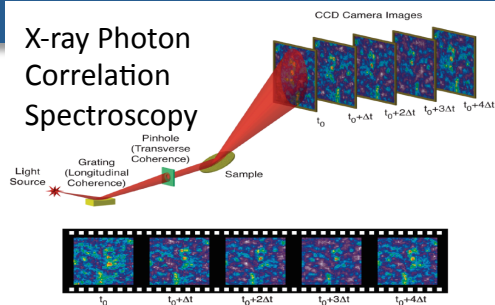 X-ray Photon
Correlation
Spectroscopy
CCD Camera Images
t₀
t₀+Δt
t₀+2Δt
t₀+3Δt
t₀+4Δt
Pinhole
(Transverse
Coherence)
Grating
(Longitudinal
Coherence)
Light
Source
Sample
t₀ t₀+Δt t₀+2Δt t₀+3Δt t₀+4Δt